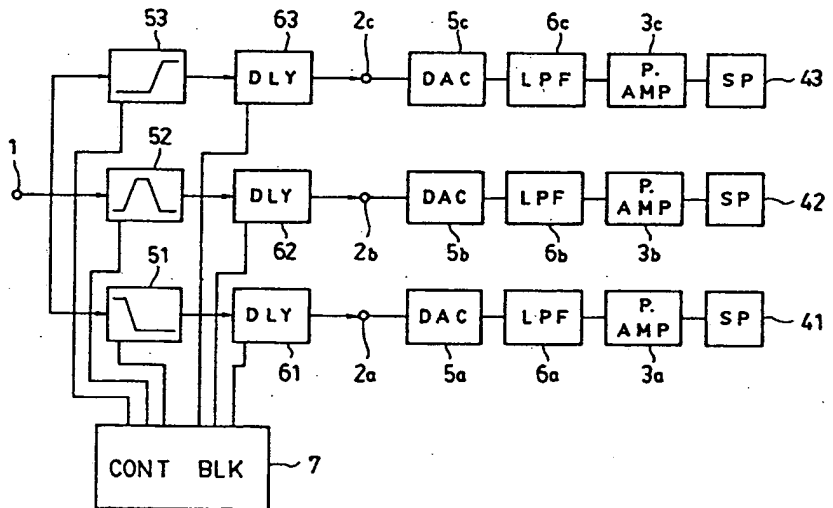 53 63 2c 5c 6c 3c
DLY DAC LPF P. AMP SP 43
1 52
DLY DAC LPF P. AMP SP 42
62 2b 5b 6b 3b
51
DLY DAC LPF P. AMP SP 41
61 2a 5a 6a 3a
CONT BLK 7